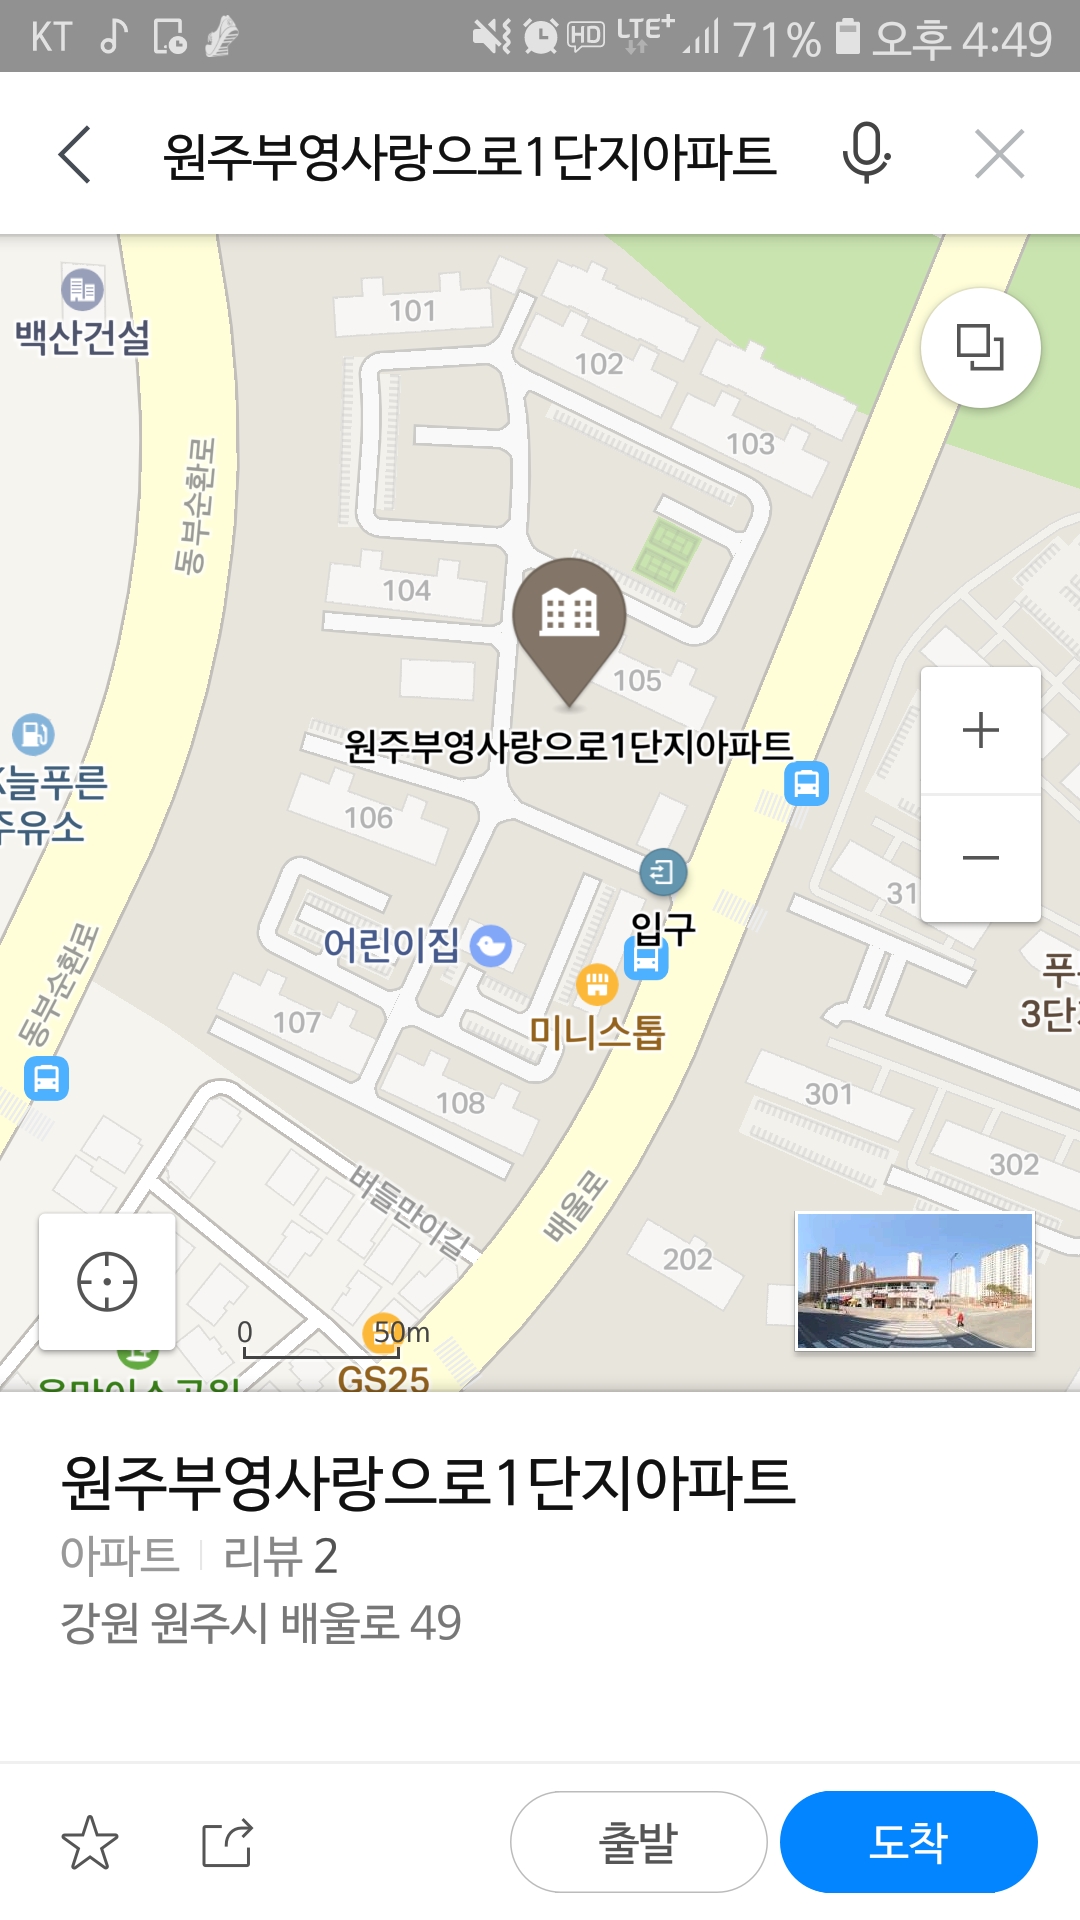 KT
HD LTE+ 71% 오후 4:49
원주부영사랑으로1단지아파트
백산건설
101
102
103
동부순환로
104
105
원주부영사랑으로1단지아파트
늘푸른
주유소
106
31
입구
어린이집
미니스톱
동부순환로
107
108
푸
3단
301
302
버들만이길
배울로
202
0 50m
GS25
원주부영사랑으로1단지아파트
아파트 리뷰 2
강원 원주시 배울로 49
출발 도착